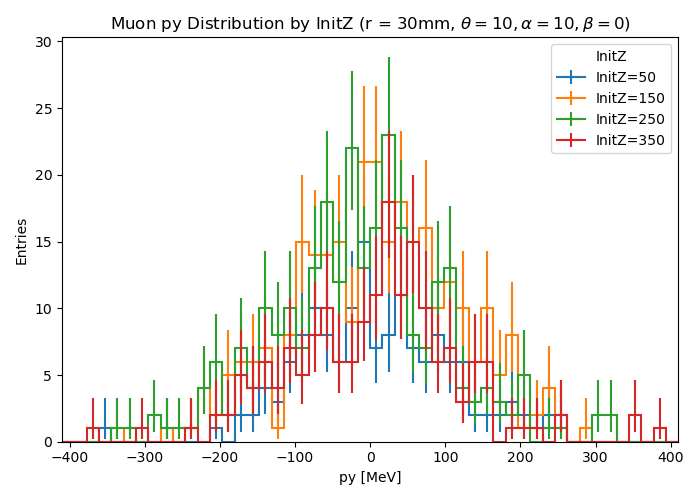 Muon py Distribution by InitZ (r = 30mm, θ = 10, α = 10, β = 0)
30
25
20
15
10
5
0
Entries
InitZ
InitZ=50
InitZ=150
InitZ=250
InitZ=350
−400 −300 −200 −100 0 100 200 300 400
py [MeV]